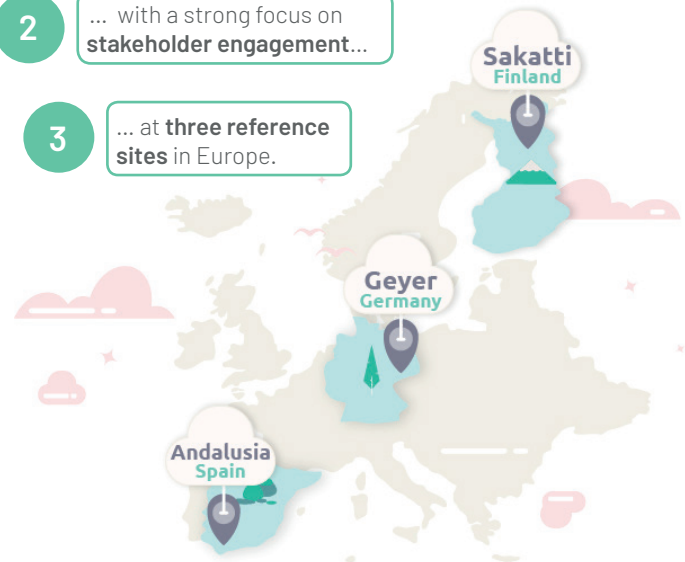 2
... with a strong focus on
stakeholder engagement...
3
... at three reference
sites in Europe.
Sakatti
Finland
Geyer
Germany
Andalusia
Spain